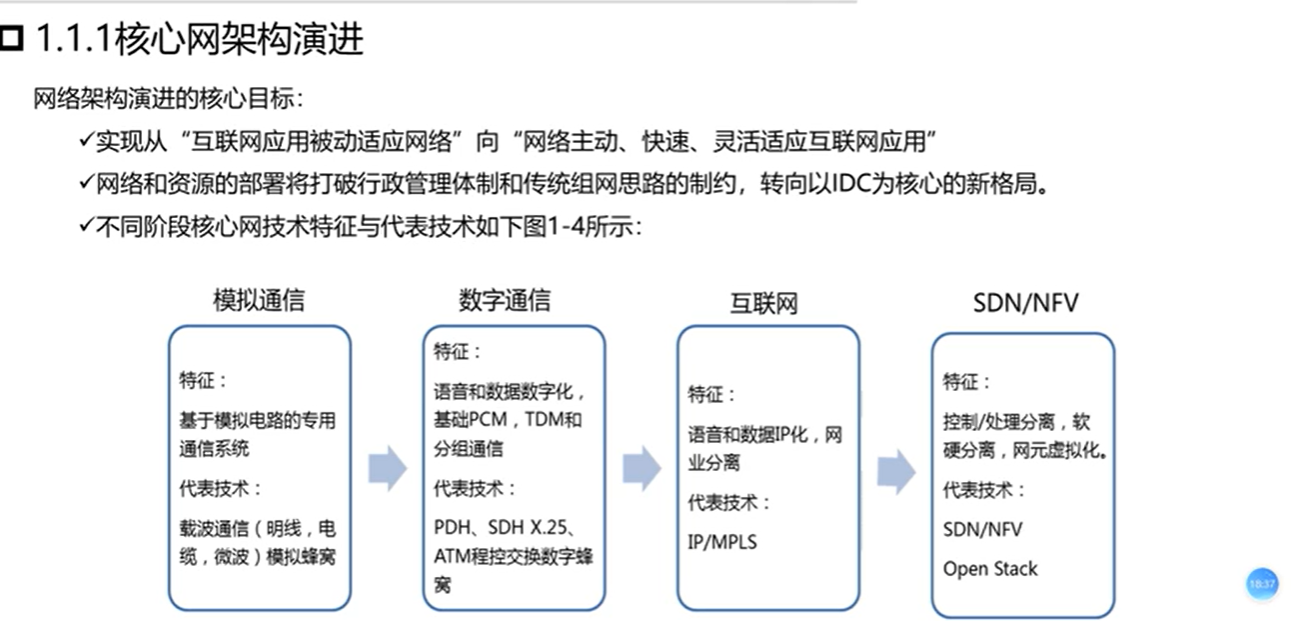 1.1.1核心网架构演进
网络架构演进的核心目标：
✓实现从“互联网应用被动适应网络”向“网络主动、快速、灵活适应互联网应用”
✓网络和资源的部署将打破行政管理体制和传统组网思路的制约，转向以IDC为核心的新格局。
✓不同阶段核心网技术特征与代表技术如下图1-4所示：
模拟通信
特征：
基于模拟电路的专用
通信系统
代表技术：
载波通信（明线，电
缆，微波）模拟蜂窝
数字通信
特征：
语音和数据数字化，
基础PCM，TDM和
分组通信
代表技术：
PDH、SDH X.25、
ATM程控交换数字蜂
窝
互联网
特征：
语音和数据IP化，网
业分离
代表技术：
IP/MPLS
SDN/NFV
特征：
控制/处理分离，软
硬分离，网元虚拟化。
代表技术：
SDN/NFV
Open Stack
18:37